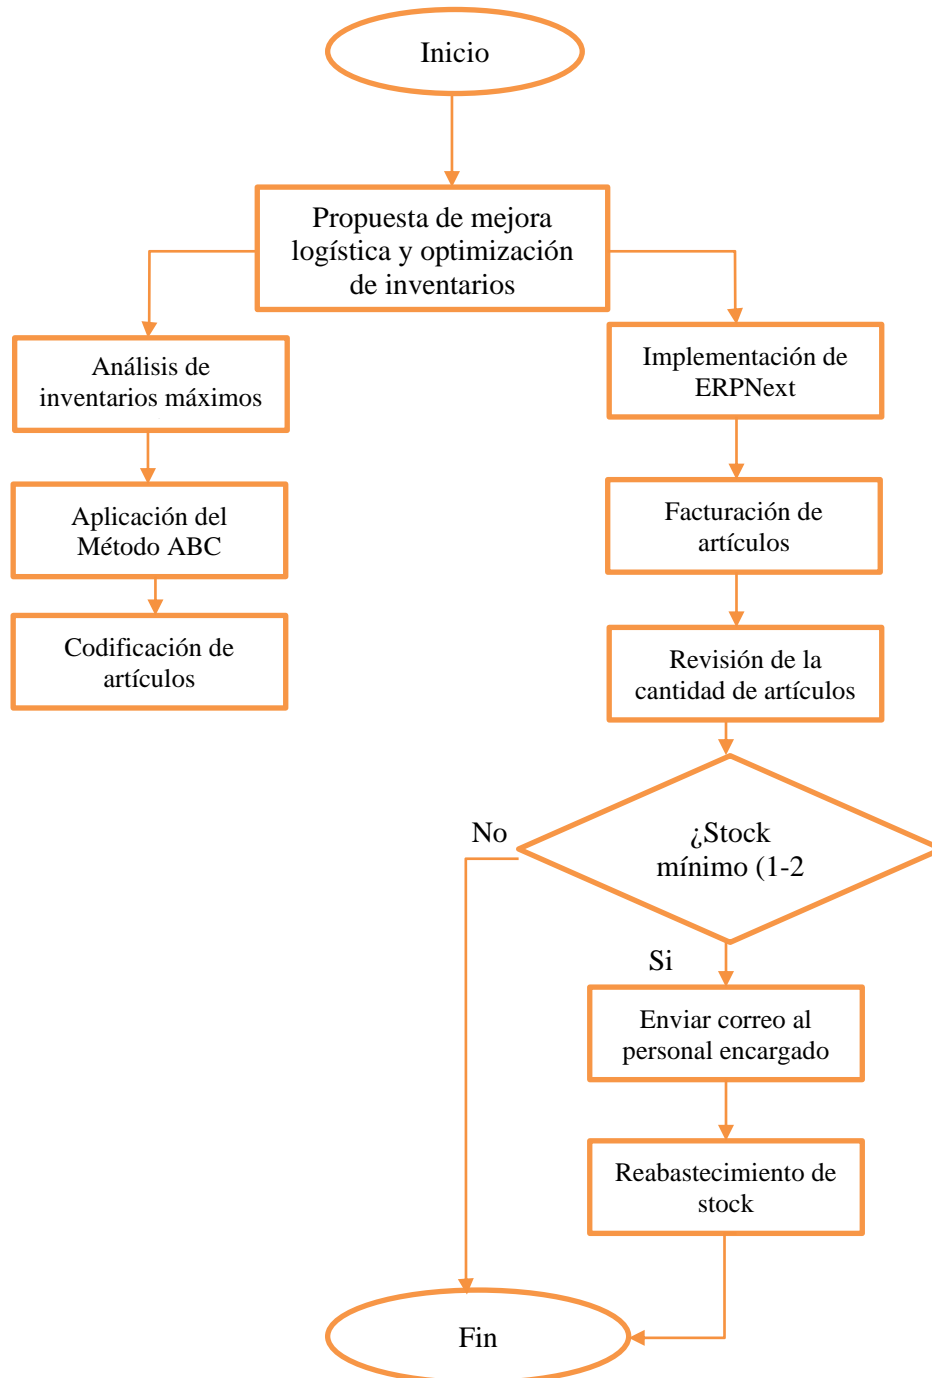 Inicio
Propuesta de mejora
logística y optimización
de inventarios
Análisis de
inventarios máximos
Implementación de
ERPNext
Aplicación del
Método ABC
Facturación de
artículos
Codificación de
artículos
Revisión de la
cantidad de artículos
No
¿Stock
mínimo (1-2
Si
Enviar correo al
personal encargado
Reabastecimiento de
stock
Fin